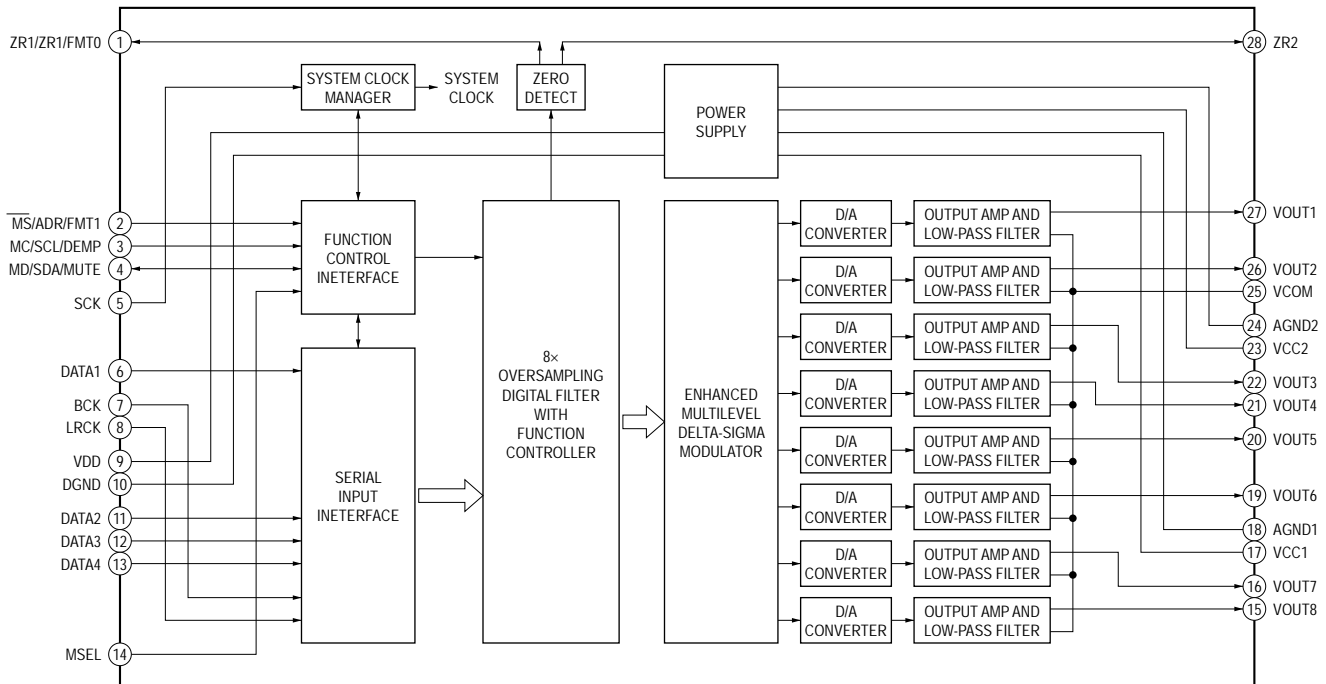 ZR1/ZR1/FMT0
1
28
ZR2
SYSTEM CLOCK
MANAGER
SYSTEM
CLOCK
ZERO
DETECT
POWER
SUPPLY
MS/ADR/FMT1
2
MC/SCL/DEMP
3
MD/SDA/MUTE
4
SCK
5
DATA1
6
BCK
7
LRCK
8
VDD
9
DGND
10
DATA2
11
DATA3
12
DATA4
13
MSEL
14
FUNCTION
CONTROL
INETERFACE
SERIAL
INPUT
INETERFACE
8×
OVERSAMPLING
DIGITAL FILTER
WITH
FUNCTION
CONTROLLER
ENHANCED
MULTILEVEL
DELTA-SIGMA
MODULATOR
D/A
CONVERTER
OUTPUT AMP AND
LOW-PASS FILTER
D/A
CONVERTER
OUTPUT AMP AND
LOW-PASS FILTER
D/A
CONVERTER
OUTPUT AMP AND
LOW-PASS FILTER
D/A
CONVERTER
OUTPUT AMP AND
LOW-PASS FILTER
D/A
CONVERTER
OUTPUT AMP AND
LOW-PASS FILTER
D/A
CONVERTER
OUTPUT AMP AND
LOW-PASS FILTER
D/A
CONVERTER
OUTPUT AMP AND
LOW-PASS FILTER
D/A
CONVERTER
OUTPUT AMP AND
LOW-PASS FILTER
27
VOUT1
26
VOUT2
25
VCOM
24
AGND2
23
VCC2
22
VOUT3
21
VOUT4
20
VOUT5
19
VOUT6
18
AGND1
17
VCC1
16
VOUT7
15
VOUT8